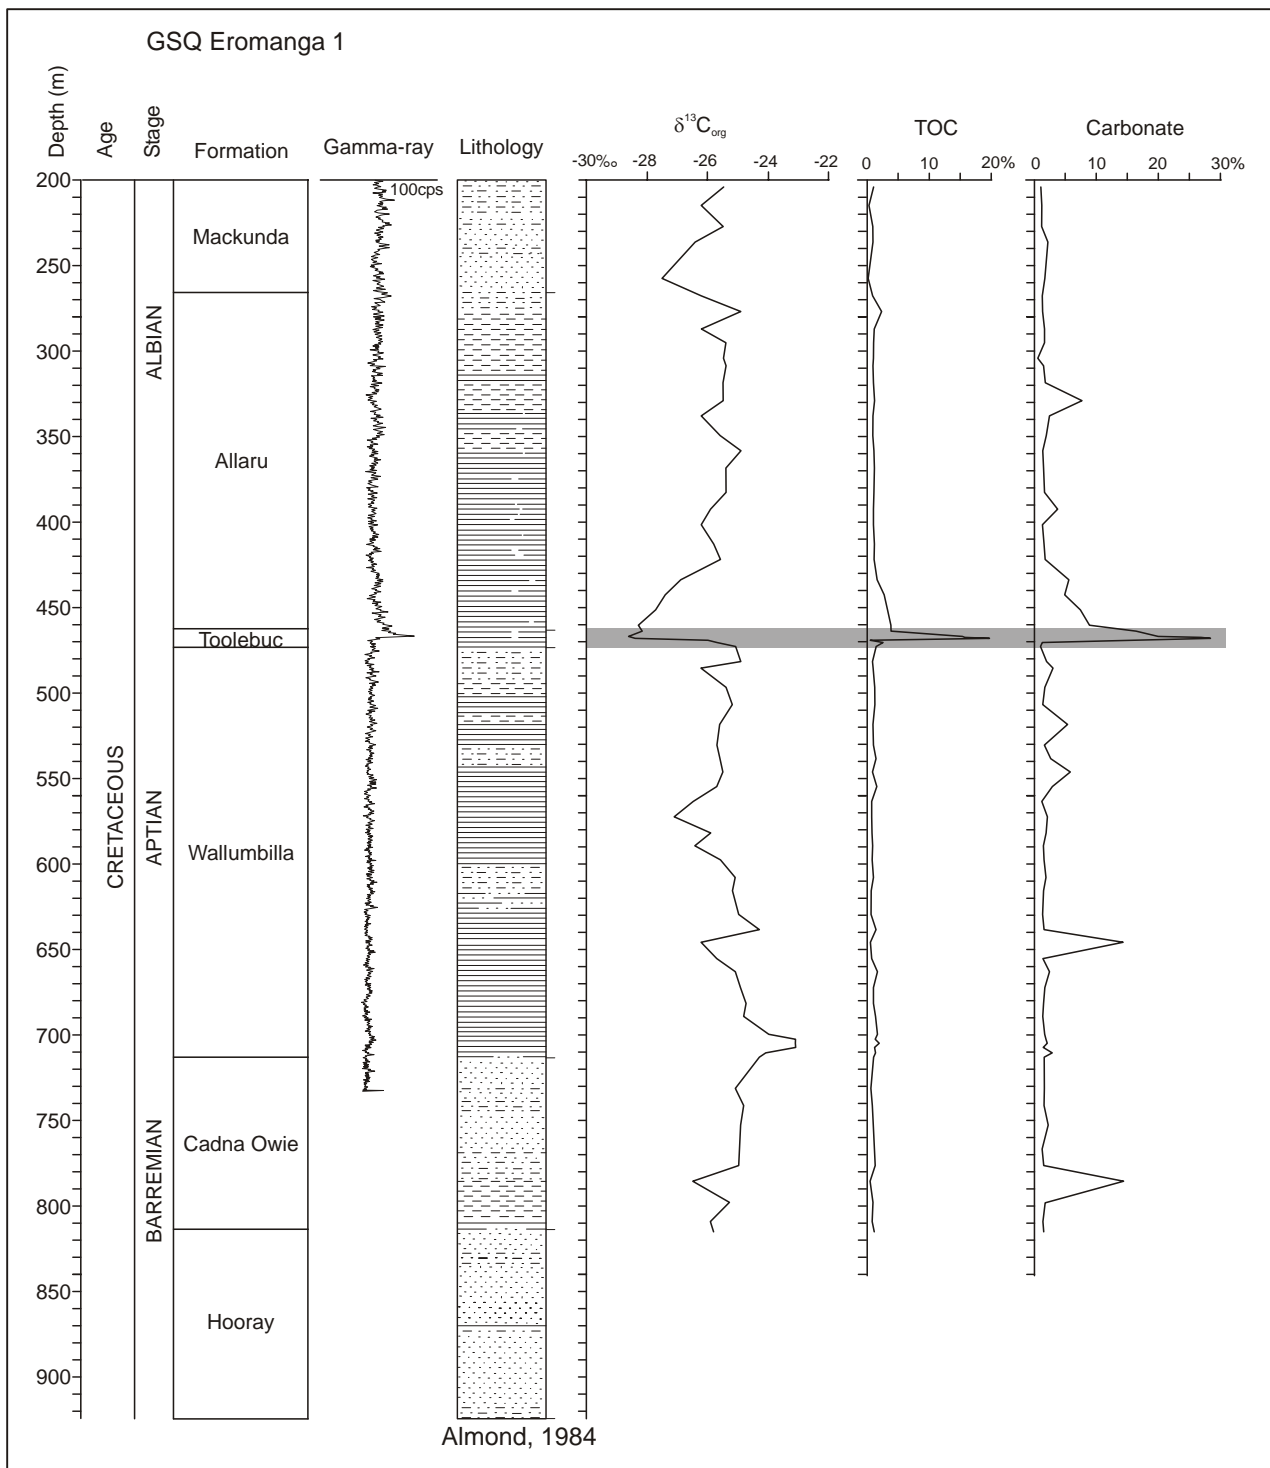 GSQ Eromanga 1
Depth (m)
Age
Stage
Formation
Gamma-ray
Lithology
δ13Corg
TOC
Carbonate
100cps
-30‰ -28 -26 -24 -22
0 10 20%
0 10 20 30%
200
250
300
350
400
450
500
550
600
650
700
750
800
850
900
CRETACEOUS
ALBIAN
APTIAN
BARREMIAN
Mackunda
Allaru
Toolebuc
Wallumbilla
Cadna Owie
Hooray
Almond, 1984